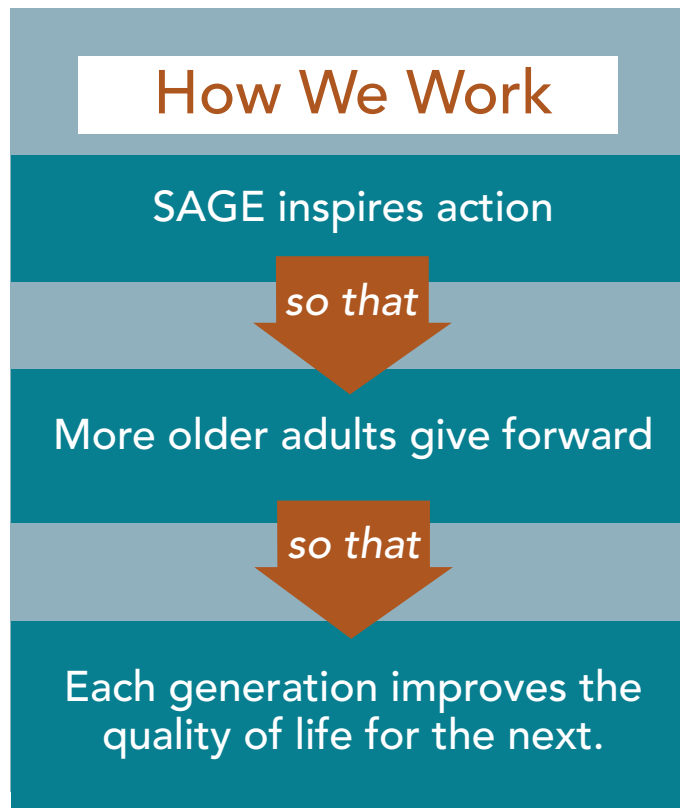 How We Work
SAGE inspires action
so that
More older adults give forward
so that
Each generation improves the
quality of life for the next.